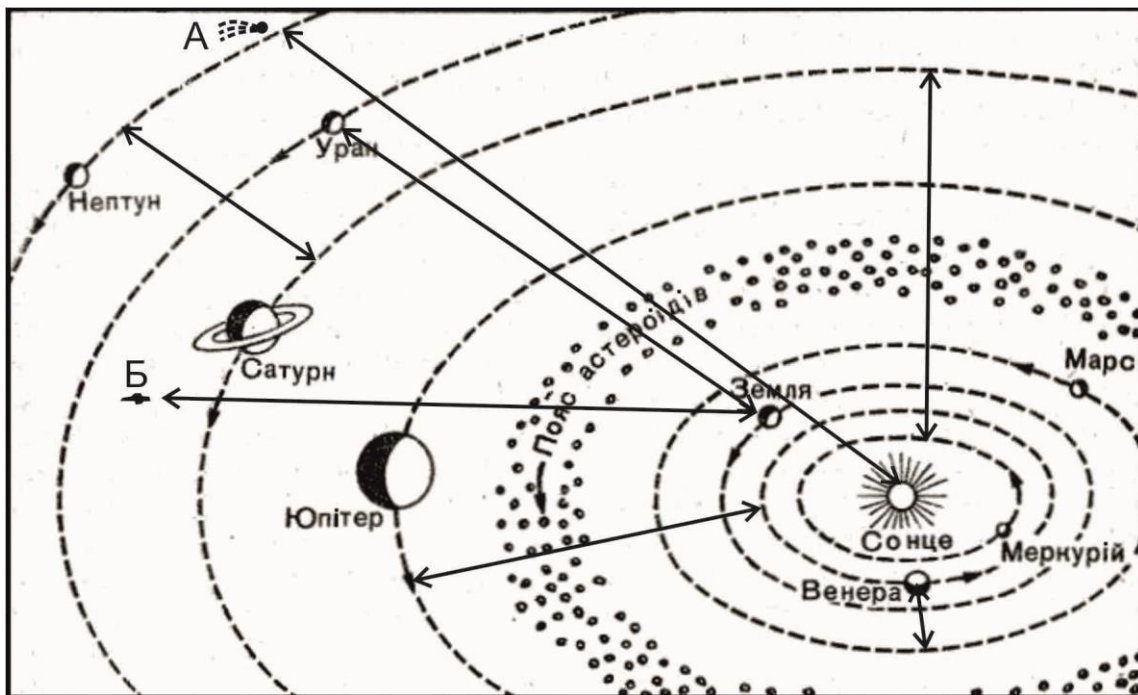 А
Уран
Нептун
Пояс астероїдів
Марс
Сатурн
Земля
Б
Юпітер
Сонце
Меркурій
Венера